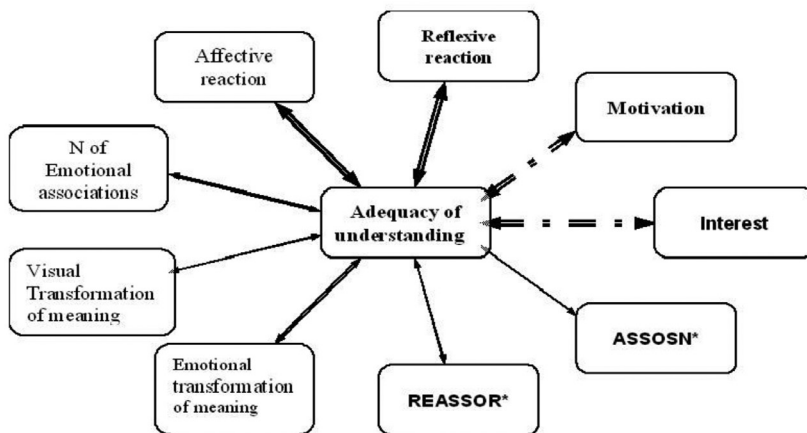 Affective
reaction
Reflexive
reaction
Motivation
N of
Emotional
associations
Adequacy of
understanding
Interest
Visual
Transformation
of meaning
ASSOSN*
Emotional
transformation
of meaning
REASSOR*